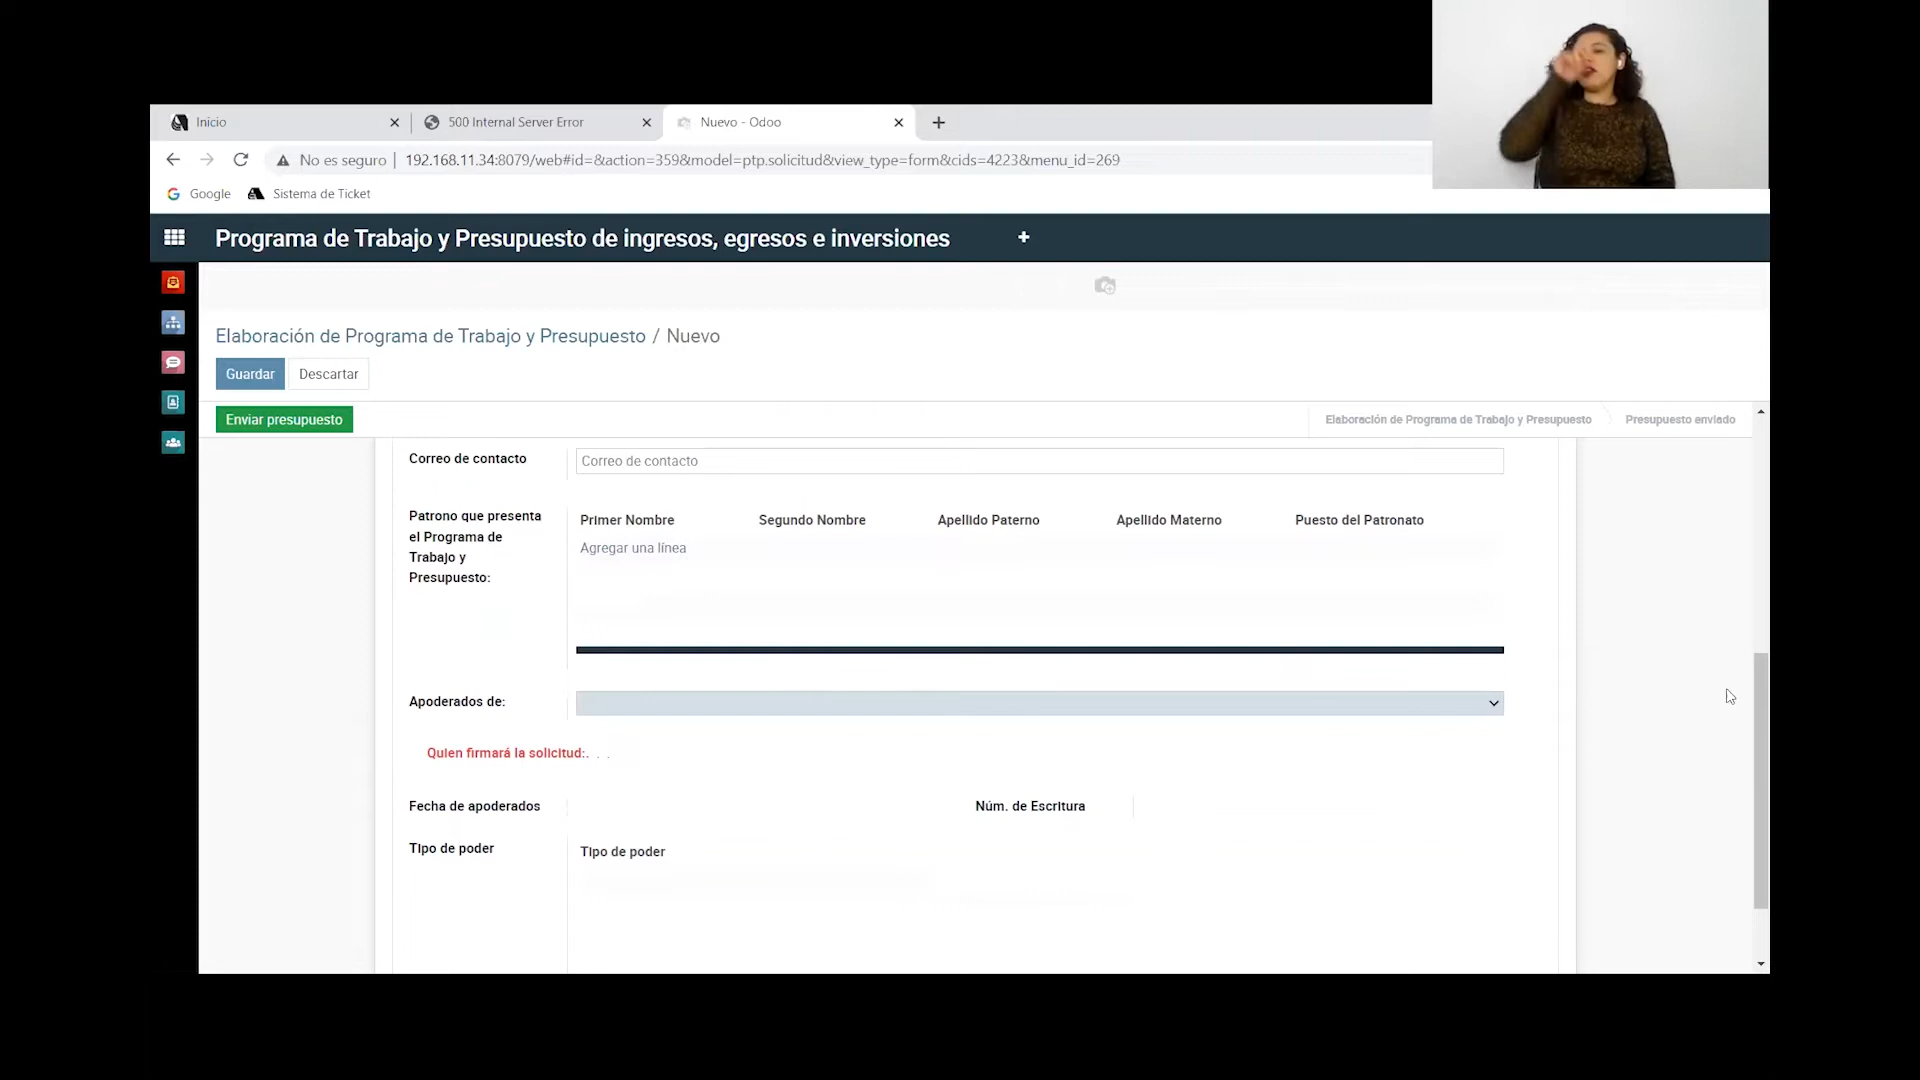 Inicio
500 Internal Server Error
Nuevo - Odoo
No es seguro
192.168.11.34:8079/web#id=&action=359&model=ptp.solicitud&view_type=form&cids=4223&menu_id=269
Google
Sistema de Ticket
Programa de Trabajo y Presupuesto de ingresos, egresos e inversiones
Elaboración de Programa de Trabajo y Presupuesto / Nuevo
Guardar
Descartar
Enviar presupuesto
Elaboración de Programa de Trabajo y Presupuesto
Presupuesto enviado
Correo de contacto
Correo de contacto
Patrono que presenta
el Programa de
Trabajo y
Presupuesto:
Primer Nombre
Segundo Nombre
Apellido Paterno
Apellido Materno
Puesto del Patronato
Agregar una línea
Apoderados de:
Quien firmará la solicitud:. . .
Fecha de apoderados
Núm. de Escritura
Tipo de poder
Tipo de poder